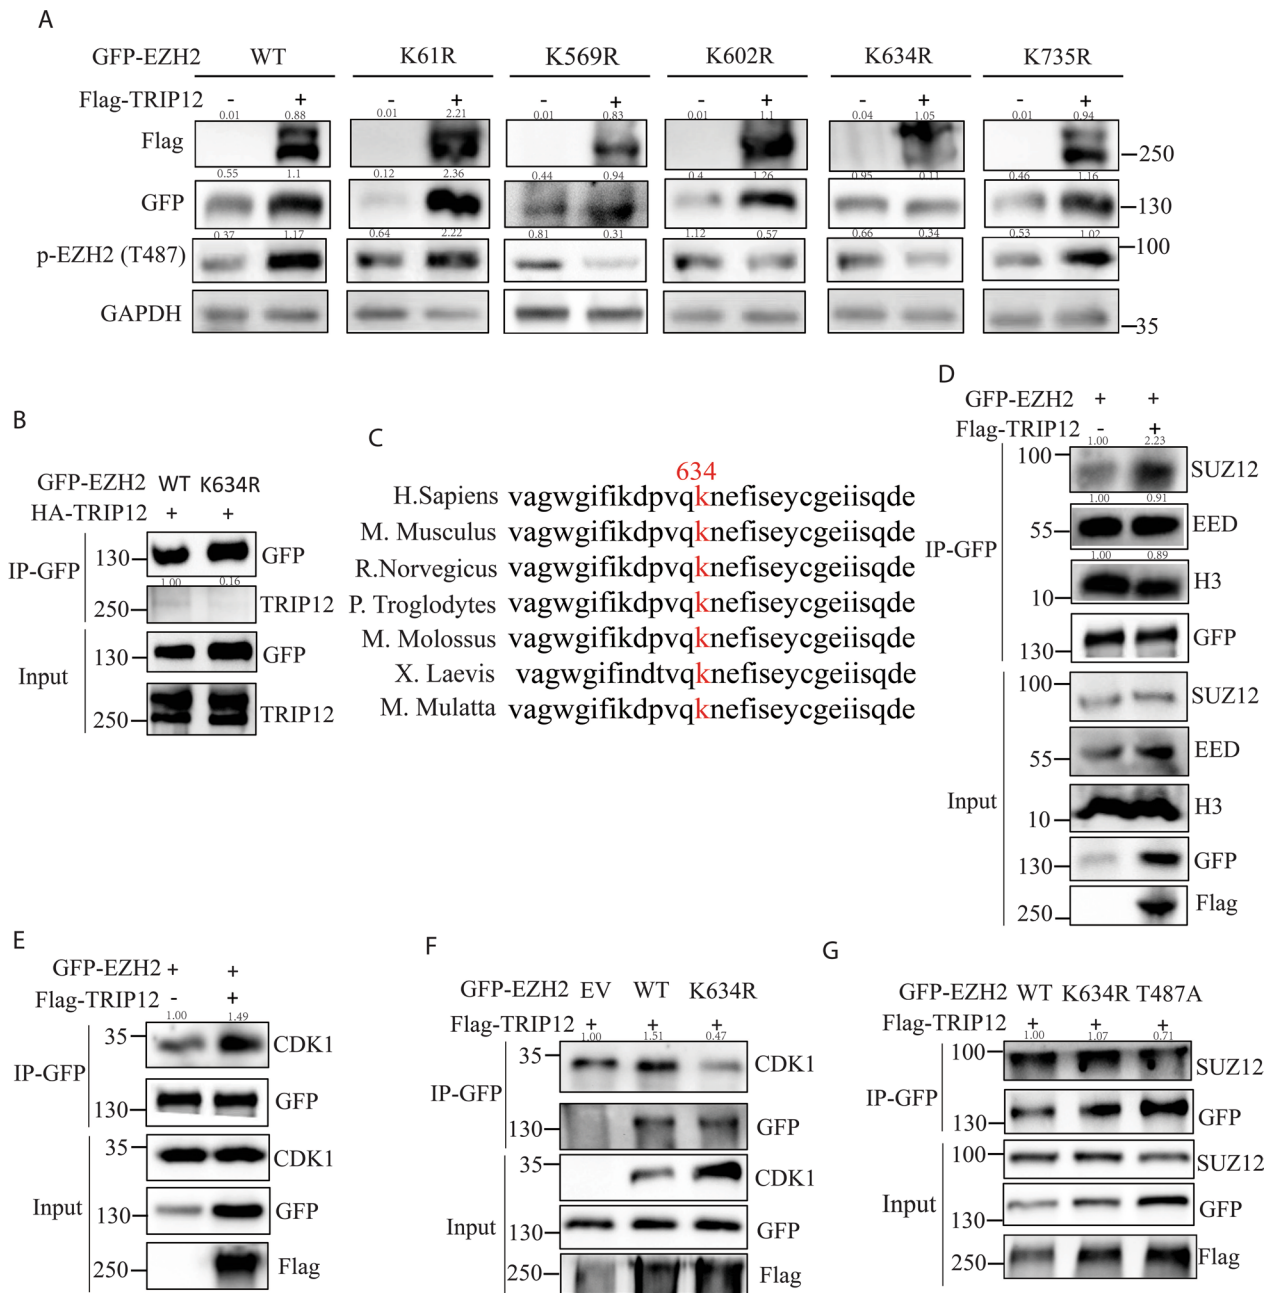 A
GFP-EZH2 WT K61R K569R K602R K634R K735R
Flag-TRIP12 - + - + - + - + - + - +
0.01 0.88 0.01 2.21 0.01 0.83 0.01 1.1 0.04 1.05 0.01 0.94
Flag
250
0.55 1.1 0.12 2.36 0.44 0.94 0.4 1.26 0.95 0.11 0.46 1.16
GFP
130
0.37 1.17 0.64 2.22 0.81 0.31 1.12 0.57 0.66 0.34 0.53 1.02
p-EZH2 (T487)
100
GAPDH
35
B
GFP-EZH2 WT K634R
HA-TRIP12 + +
IP-GFP
130 GFP
1.00 0.16
250 TRIP12
Input
130 GFP
250 TRIP12
C
634
H.Sapiens vagwgifikdpvqknefiseycgeiisqde
M. Musculus vagwgifikdpvqknefiseycgeiisqde
R.Norvegicus vagwgifikdpvqknefiseycgeiisqde
P. Troglodytes vagwgifikdpvqknefiseycgeiisqde
M. Molossus vagwgifikdpvqknefiseycgeiisqde
X. Laevis vagwgifindtvqknefiseycgeiisqde
M. Mulatta vagwgifikdpvqknefiseycgeiisqde
D
GFP-EZH2 + +
Flag-TRIP12 - +
1.00 2.23
100 SUZ12
1.00 0.91
IP-GFP
55 EED
1.00 0.89
10 H3
130 GFP
100 SUZ12
55 EED
Input
10 H3
130 GFP
250 Flag
E
GFP-EZH2 + +
Flag-TRIP12 - +
1.00 1.49
35 CDK1
IP-GFP
130 GFP
35 CDK1
Input
130 GFP
250 Flag
F
GFP-EZH2 EV WT K634R
Flag-TRIP12 + + +
1.00 1.51 0.47
35 CDK1
IP-GFP
130 GFP
35 CDK1
Input
130 GFP
250 Flag
G
GFP-EZH2 WT K634R T487A
Flag-TRIP12 + + +
1.00 1.07 0.71
100 SUZ12
IP-GFP
130 GFP
100 SUZ12
Input
130 GFP
250 Flag